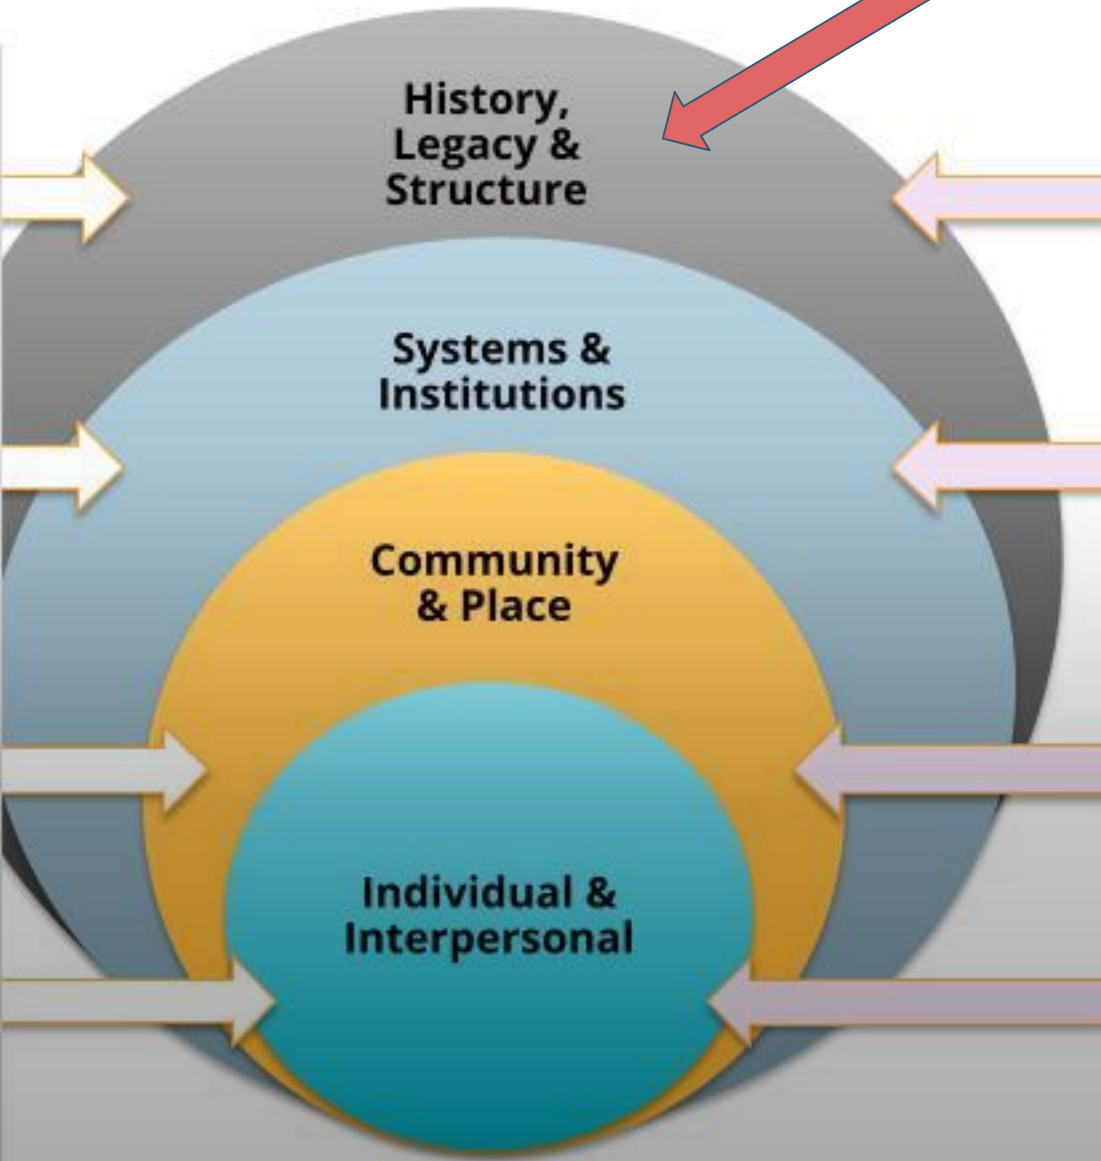 History,
Legacy &
Structure
Systems &
Institutions
Community
& Place
Individual &
Interpersonal